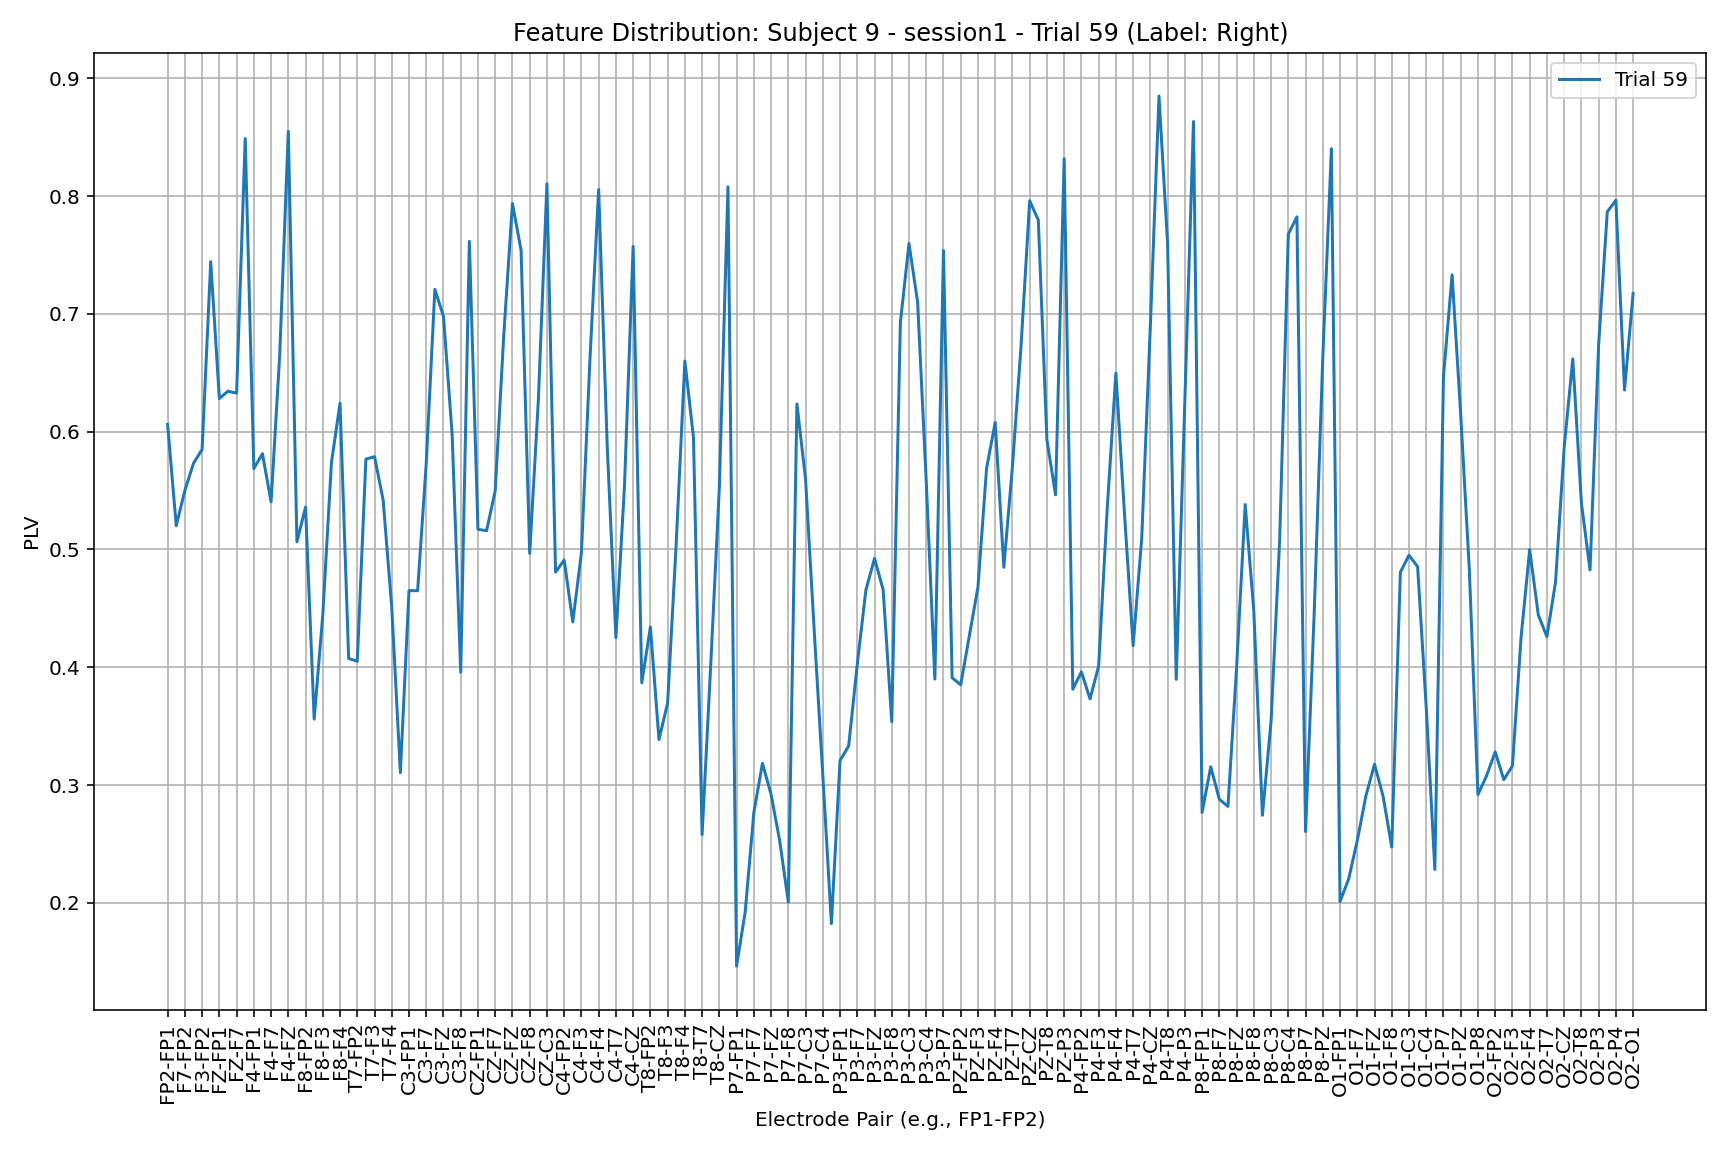 Feature Distribution: Subject 9 - session1 - Trial 59 (Label: Right)
Trial 59
0.9
0.8
0.7
0.6
0.5
0.4
0.3
0.2
PLV
FP2-FP1
F7-FP2
F3-FP2
FZ-FP1
FZ-F7
F4-FP1
F4-F7
F4-FZ
F8-FP2
F8-F3
F8-F4
T7-FP2
T7-F3
T7-F4
C3-FP1
C3-F7
C3-FZ
C3-F8
CZ-FP1
CZ-F7
CZ-FZ
CZ-F8
CZ-C3
C4-FP2
C4-F3
C4-F4
C4-T7
C4-CZ
T8-FP2
T8-F3
T8-F4
T8-T7
T8-CZ
P7-FP1
P7-F7
P7-FZ
P7-F8
P7-C3
P7-C4
P3-FP1
P3-F7
P3-FZ
P3-F8
P3-C3
P3-C4
P3-P7
PZ-FP2
PZ-F3
PZ-F4
PZ-T7
PZ-CZ
PZ-T8
PZ-P3
P4-FP2
P4-F3
P4-F4
P4-T7
P4-CZ
P4-T8
P4-P3
P8-FP1
P8-F7
P8-FZ
P8-F8
P8-C3
P8-C4
P8-P7
P8-PZ
O1-FP1
O1-F7
O1-FZ
O1-F8
O1-C3
O1-C4
O1-P7
O1-PZ
O1-P8
O2-FP2
O2-F3
O2-F4
O2-T7
O2-CZ
O2-T8
O2-P3
O2-P4
O2-O1
Electrode Pair (e.g., FP1-FP2)